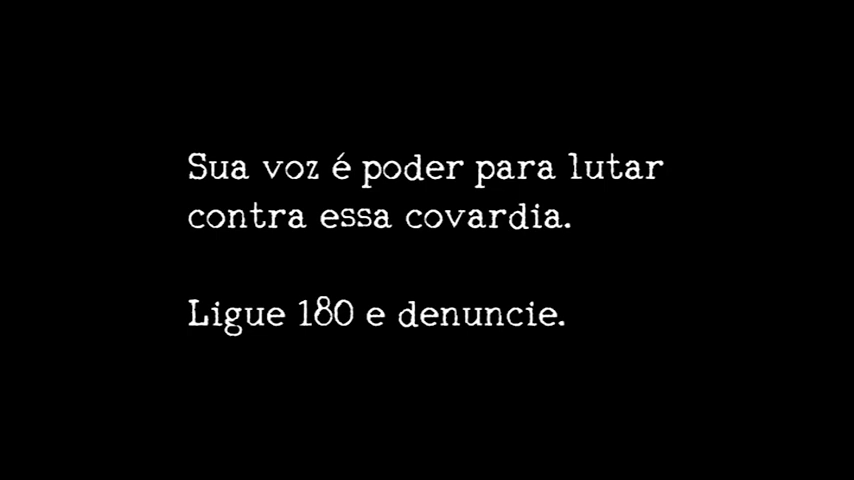 Sua voz é poder para lutar
contra essa covardia.
Ligue 180 e denuncie.